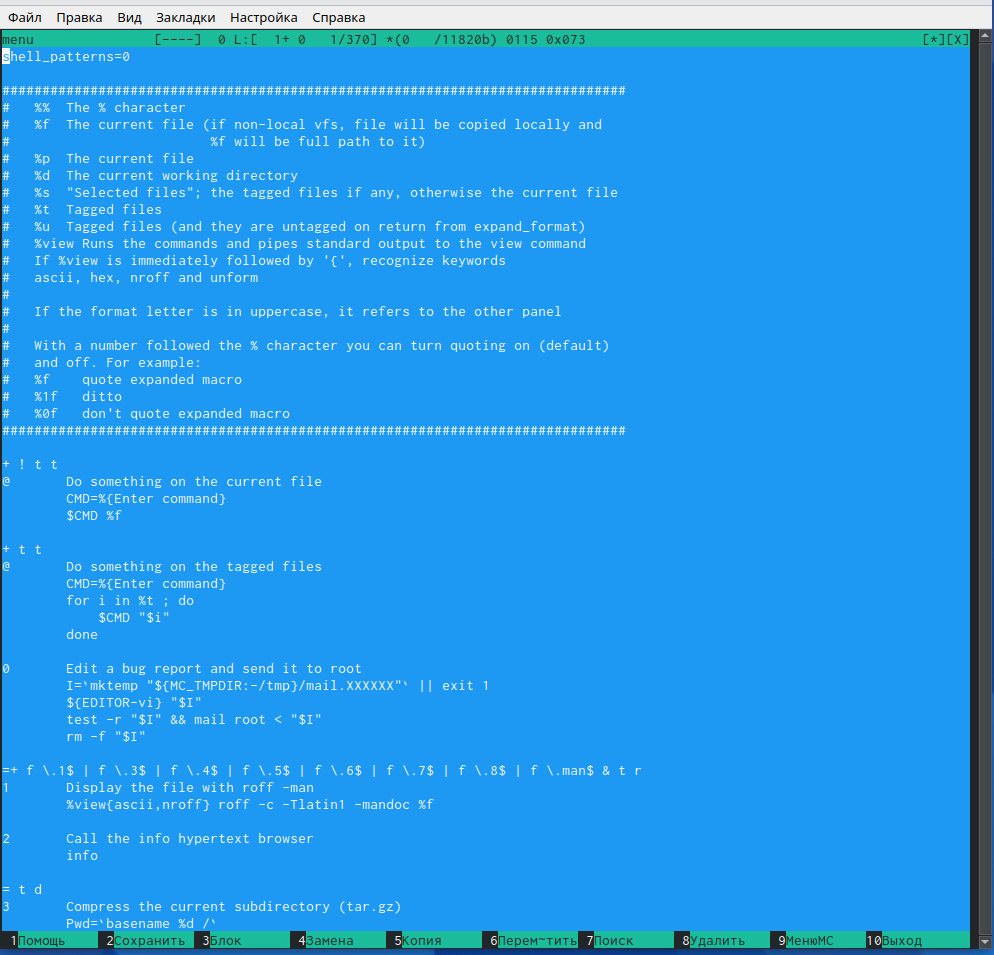 Файл Правка Вид Закладки Настройка Справка
menu [----] 0 L:[ 1+ 0 1/370] *(0 /11820b) 0115 0x073 [*][X]
shell_patterns=0
##############################################################################
# %% The % character
# %f The current file (if non-local vfs, file will be copied locally and
# %f will be full path to it)
# %p The current file
# %d The current working directory
# %s "Selected files"; the tagged files if any, otherwise the current file
# %t Tagged files
# %u Tagged files (and they are untagged on return from expand_format)
# %view Runs the commands and pipes standard output to the view command
# If %view is immediately followed by '{', recognize keywords
# ascii, hex, nroff and unform
#
# If the format letter is in uppercase, it refers to the other panel
#
# With a number followed the % character you can turn quoting on (default)
# and off. For example:
# %f quote expanded macro
# %1f ditto
# %0f don't quote expanded macro
##############################################################################
+ ! t t
@ Do something on the current file
CMD=%{Enter command}
$CMD %f
+ t t
@ Do something on the tagged files
CMD=%{Enter command}
for i in %t ; do
$CMD "$i"
done
0 Edit a bug report and send it to root
I=`mktemp "${MC_TMPDIR:-/tmp}/mail.XXXXXX"` || exit 1
${EDITOR-vi} "$I"
test -r "$I" && mail root < "$I"
rm -f "$I"
=+ f \.1$ | f \.3$ | f \.4$ | f \.5$ | f \.6$ | f \.7$ | f \.8$ | f \.man$ & t r
1 Display the file with roff -man
%view{ascii,nroff} roff -c -Tlatin1 -mandoc %f
2 Call the info hypertext browser
info
= t d
3 Compress the current subdirectory (tar.gz)
Pwd=`basename %d /`
1Помощь 2Сохранить 3Блок 4Замена 5Копия 6Перем~тить 7Поиск 8Удалить 9МенюMC 10Выход